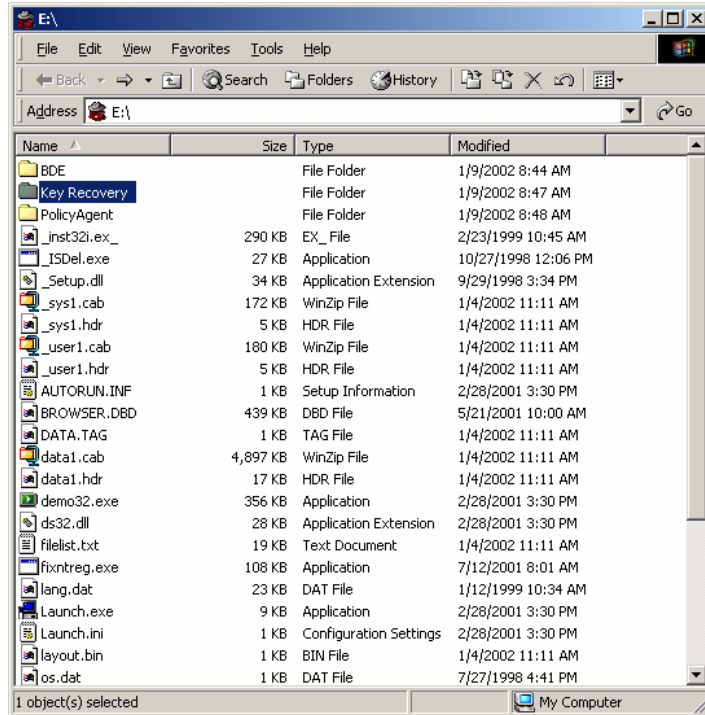 E:\
File Edit View Favorites Tools Help
Back Search Folders History
Address E:\ Go
Name Size Type Modified
BDE File Folder 1/9/2002 8:44 AM
Key Recovery File Folder 1/9/2002 8:47 AM
PolicyAgent File Folder 1/9/2002 8:48 AM
_inst32i.ex_ 290 KB EX_ File 2/23/1999 10:45 AM
_ISDel.exe 27 KB Application 10/27/1998 12:06 PM
_Setup.dll 34 KB Application Extension 9/29/1998 3:34 PM
_sys1.cab 172 KB WinZip File 1/4/2002 11:11 AM
_sys1.hdr 5 KB HDR File 1/4/2002 11:11 AM
_user1.cab 180 KB WinZip File 1/4/2002 11:11 AM
_user1.hdr 5 KB HDR File 1/4/2002 11:11 AM
AUTORUN.INF 1 KB Setup Information 2/28/2001 3:30 PM
BROWSER.DBD 439 KB DBD File 5/21/2001 10:00 AM
DATA.TAG 1 KB TAG File 1/4/2002 11:11 AM
data1.cab 4,897 KB WinZip File 1/4/2002 11:11 AM
data1.hdr 17 KB HDR File 1/4/2002 11:11 AM
demo32.exe 356 KB Application 2/28/2001 3:30 PM
ds32.dll 28 KB Application Extension 2/28/2001 3:30 PM
filelist.txt 19 KB Text Document 1/4/2002 11:11 AM
fixntreg.exe 108 KB Application 7/12/2001 8:01 AM
lang.dat 23 KB DAT File 1/12/1999 10:34 AM
Launch.exe 9 KB Application 2/28/2001 3:30 PM
Launch.ini 1 KB Configuration Settings 2/28/2001 3:30 PM
layout.bin 1 KB BIN File 1/4/2002 11:11 AM
os.dat 1 KB DAT File 7/27/1998 4:41 PM
1 object(s) selected My Computer